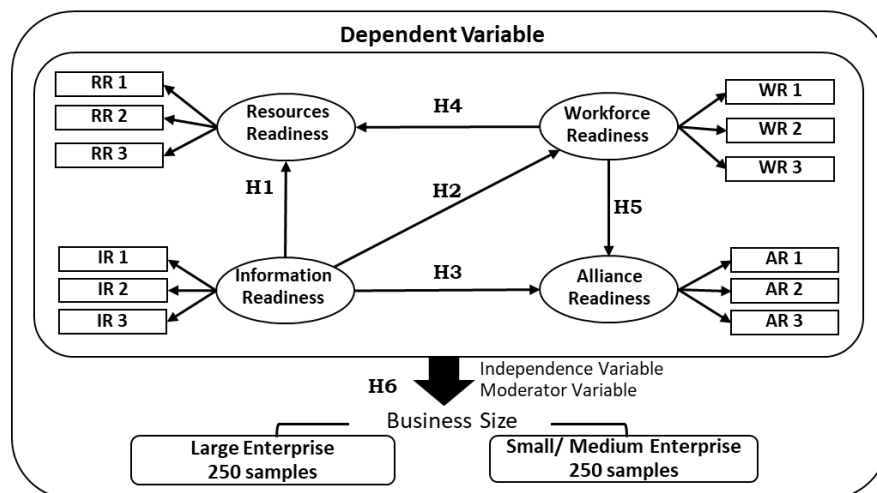 Dependent Variable
RR 1
RR 2
RR 3
Resources
Readiness
H4
Workforce
Readiness
WR 1
WR 2
WR 3
H1
H2
H5
IR 1
IR 2
IR 3
Information
Readiness
H3
Alliance
Readiness
AR 1
AR 2
AR 3
H6
Independence Variable
Moderator Variable
Business Size
Large Enterprise
250 samples
Small/ Medium Enterprise
250 samples